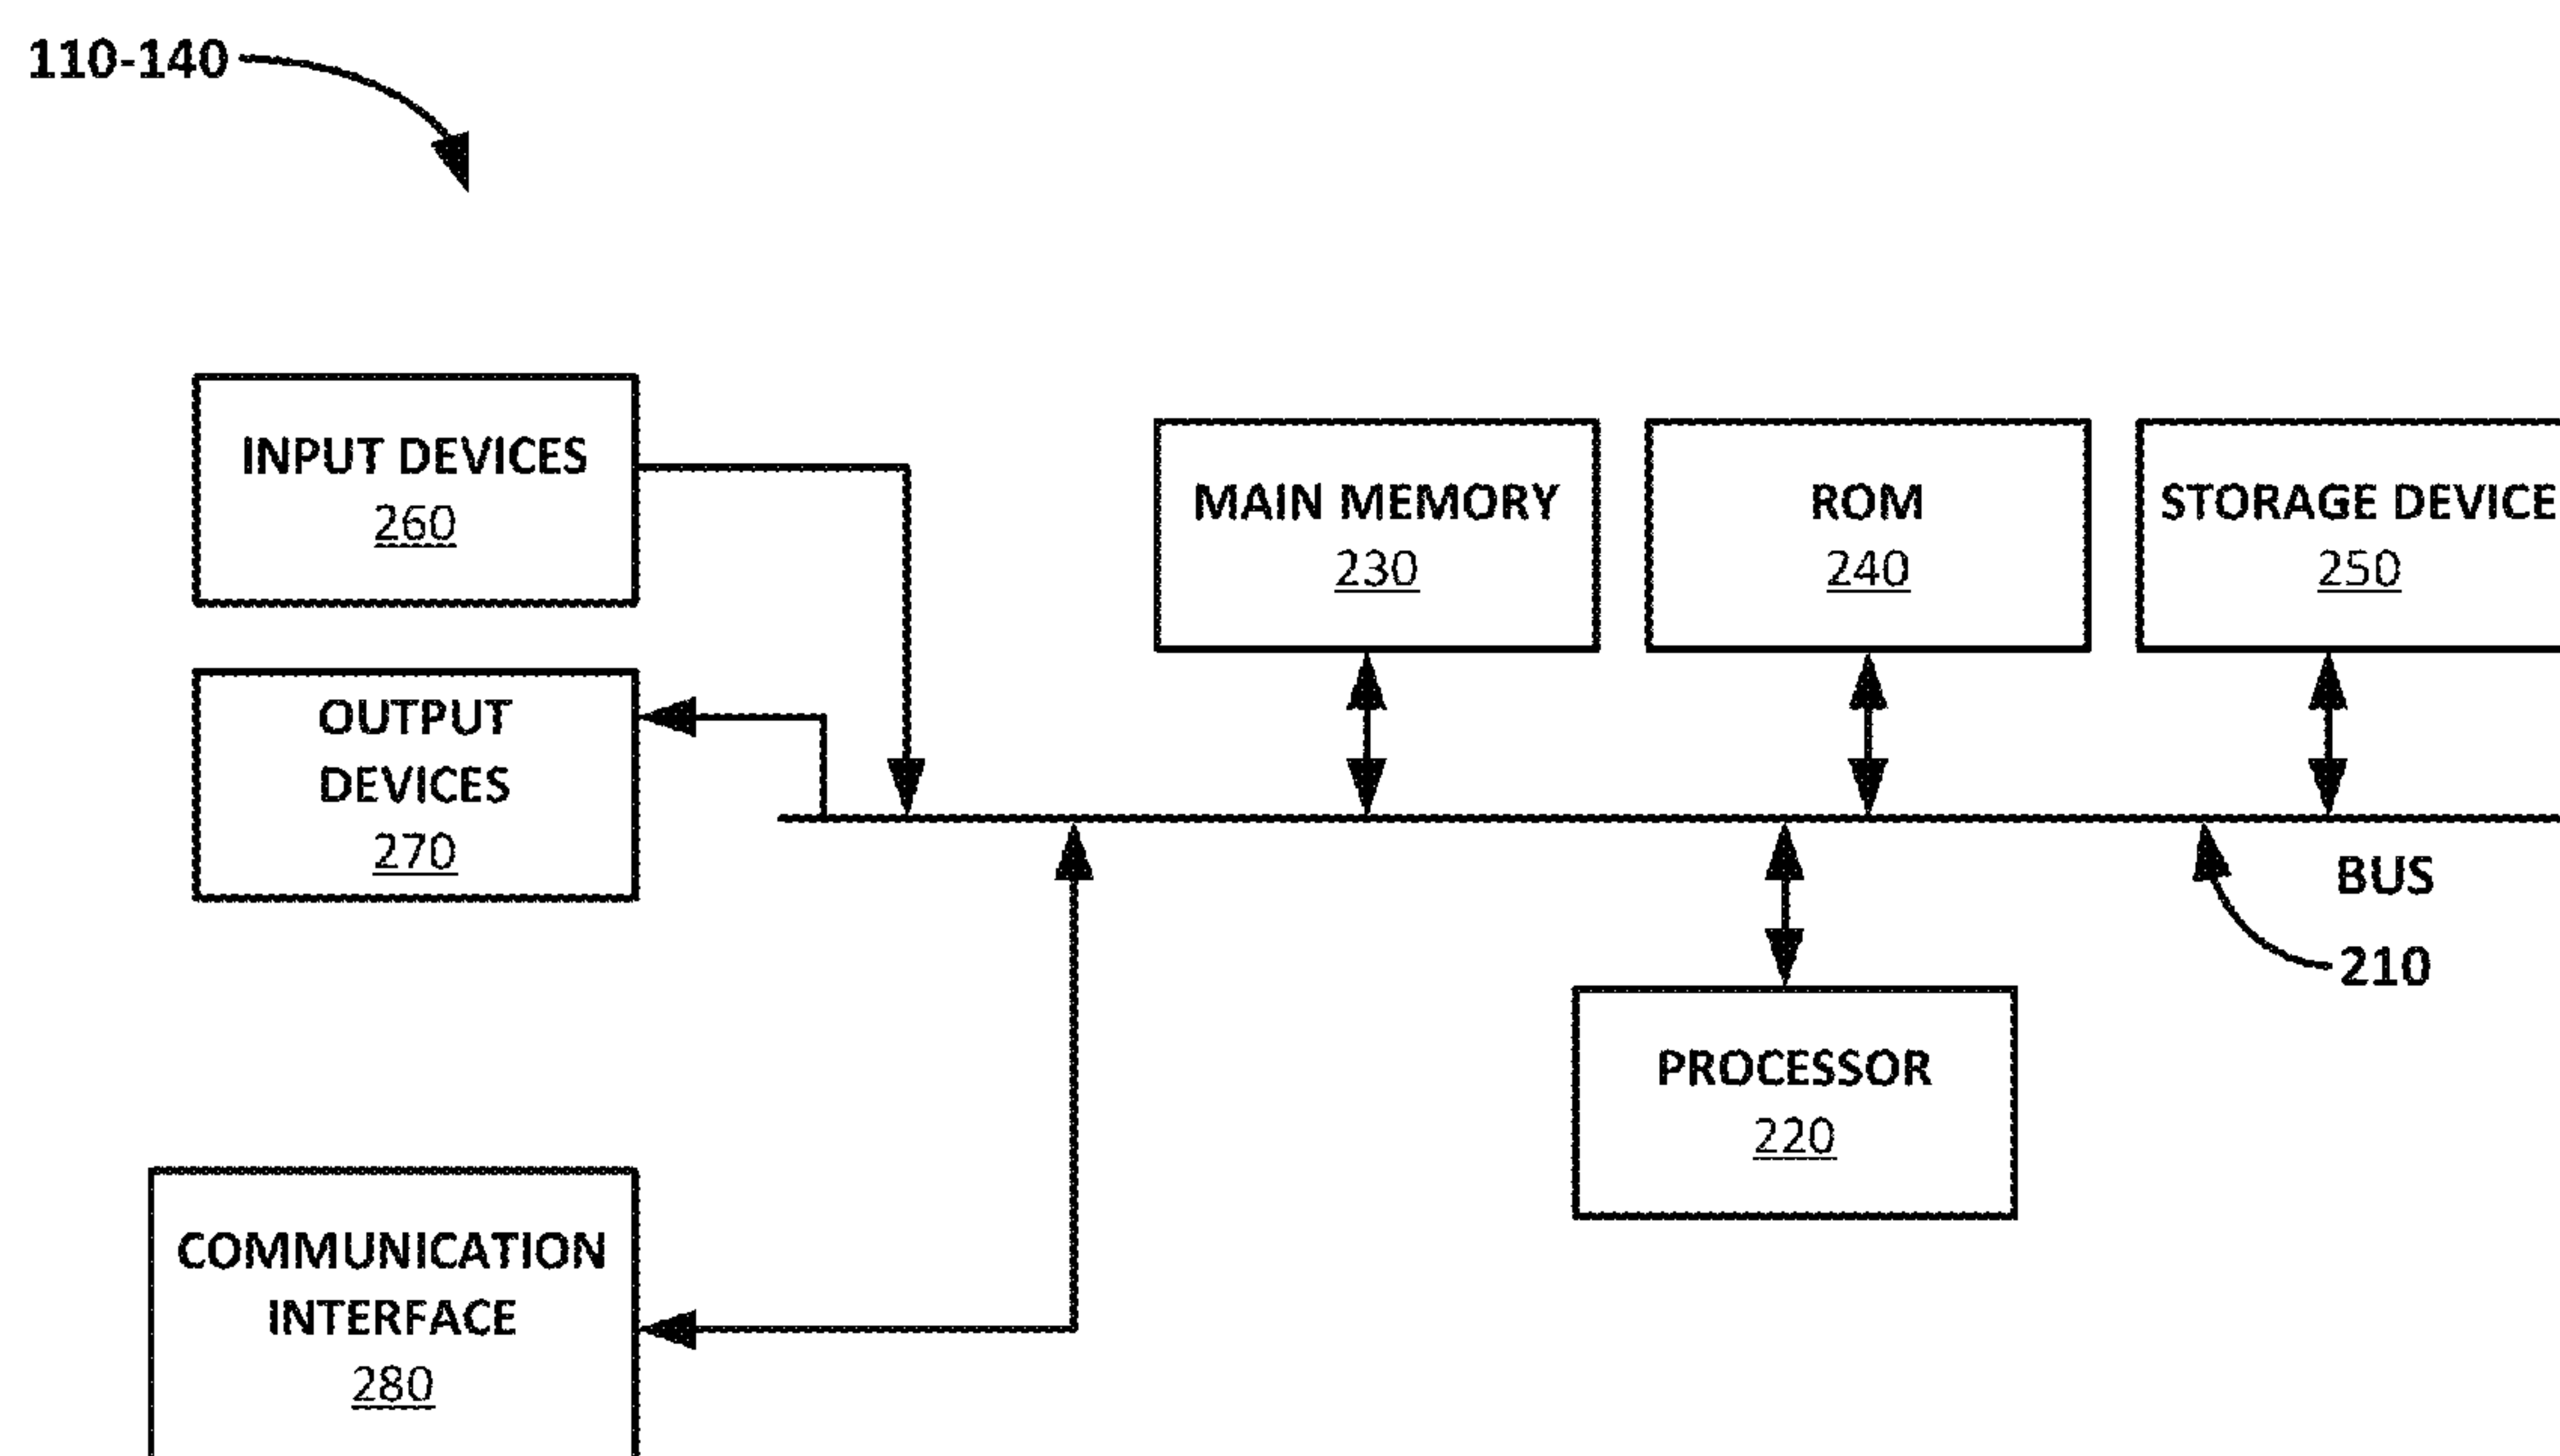 110-140
INPUT DEVICES
260
MAIN MEMORY
230
ROM
240
STORAGE DEVICE
250
OUTPUT
DEVICES
270
BUS
210
PROCESSOR
220
COMMUNICATION
INTERFACE
280